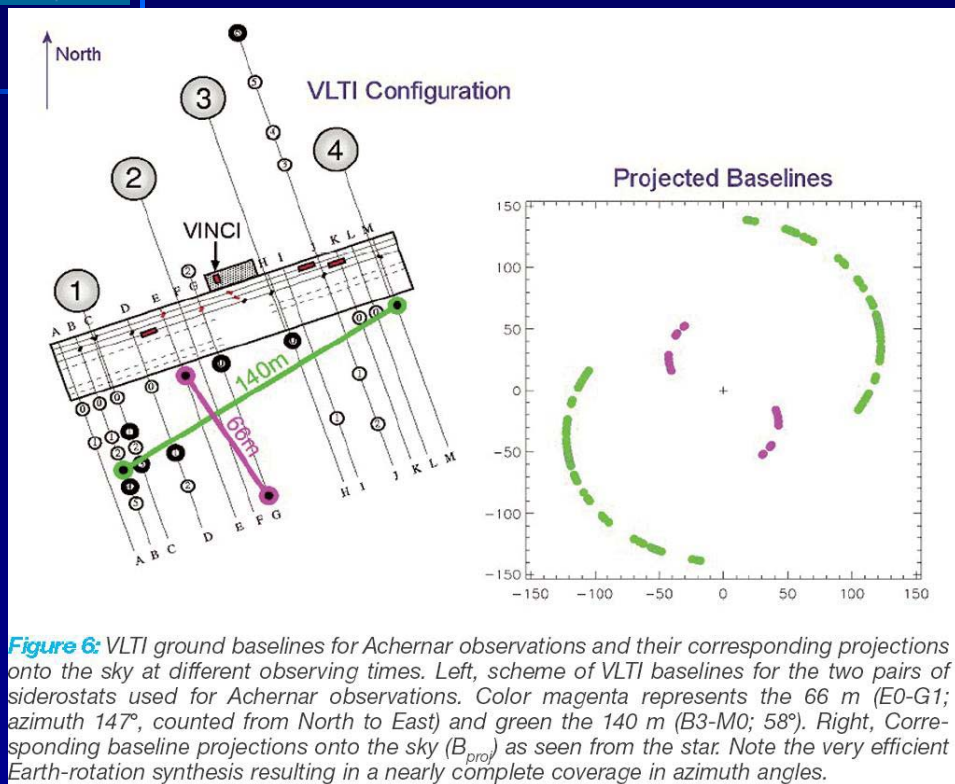 North
VLTI Configuration
3
4
2
1
VINCI
A B C D E F G H I J K L M
140m
66m
A B C D E F G H I J K L M
Projected Baselines
150
100
50
0
−50
−100
−150
−150 −100 −50 0 50 100 150
Figure 6: VLTI ground baselines for Achernar observations and their corresponding projections
onto the sky at different observing times. Left, scheme of VLTI baselines for the two pairs of
siderostats used for Achernar observations. Color magenta represents the 66 m (E0-G1;
azimuth 147°, counted from North to East) and green the 140 m (B3-M0; 58°). Right, Corre-
sponding baseline projections onto the sky (Bproj) as seen from the star. Note the very efficient
Earth-rotation synthesis resulting in a nearly complete coverage in azimuth angles.